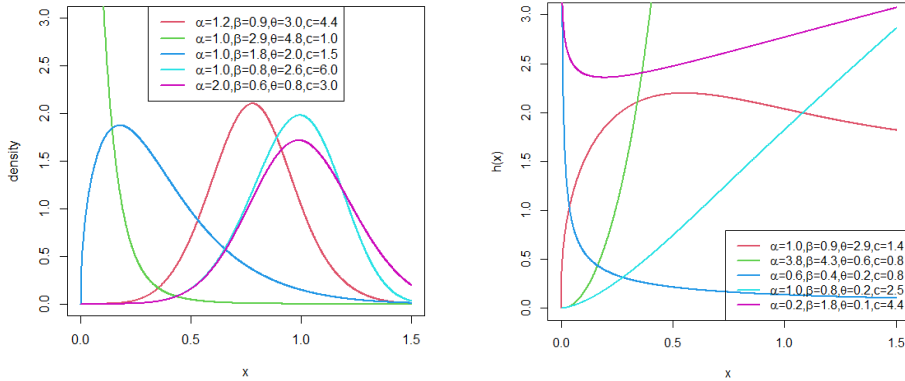 α=1.2,β=0.9,θ=3.0,c=4.4
α=1.0,β=2.9,θ=4.8,c=1.0
α=1.0,β=1.8,θ=2.0,c=1.5
α=1.0,β=0.8,θ=2.6,c=6.0
α=2.0,β=0.6,θ=0.8,c=3.0
density
3.0
2.5
2.0
1.5
1.0
0.5
0.0
0.0 0.5 1.0 1.5
x
h(x)
3.0
2.5
2.0
1.5
1.0
0.5
0.0
α=1.0,β=0.9,θ=2.9,c=1.4
α=3.8,β=4.3,θ=0.6,c=0.8
α=0.6,β=0.4,θ=0.2,c=0.8
α=1.0,β=0.8,θ=0.2,c=2.5
α=0.2,β=1.8,θ=0.1,c=4.4
0.0 0.5 1.0 1.5
x